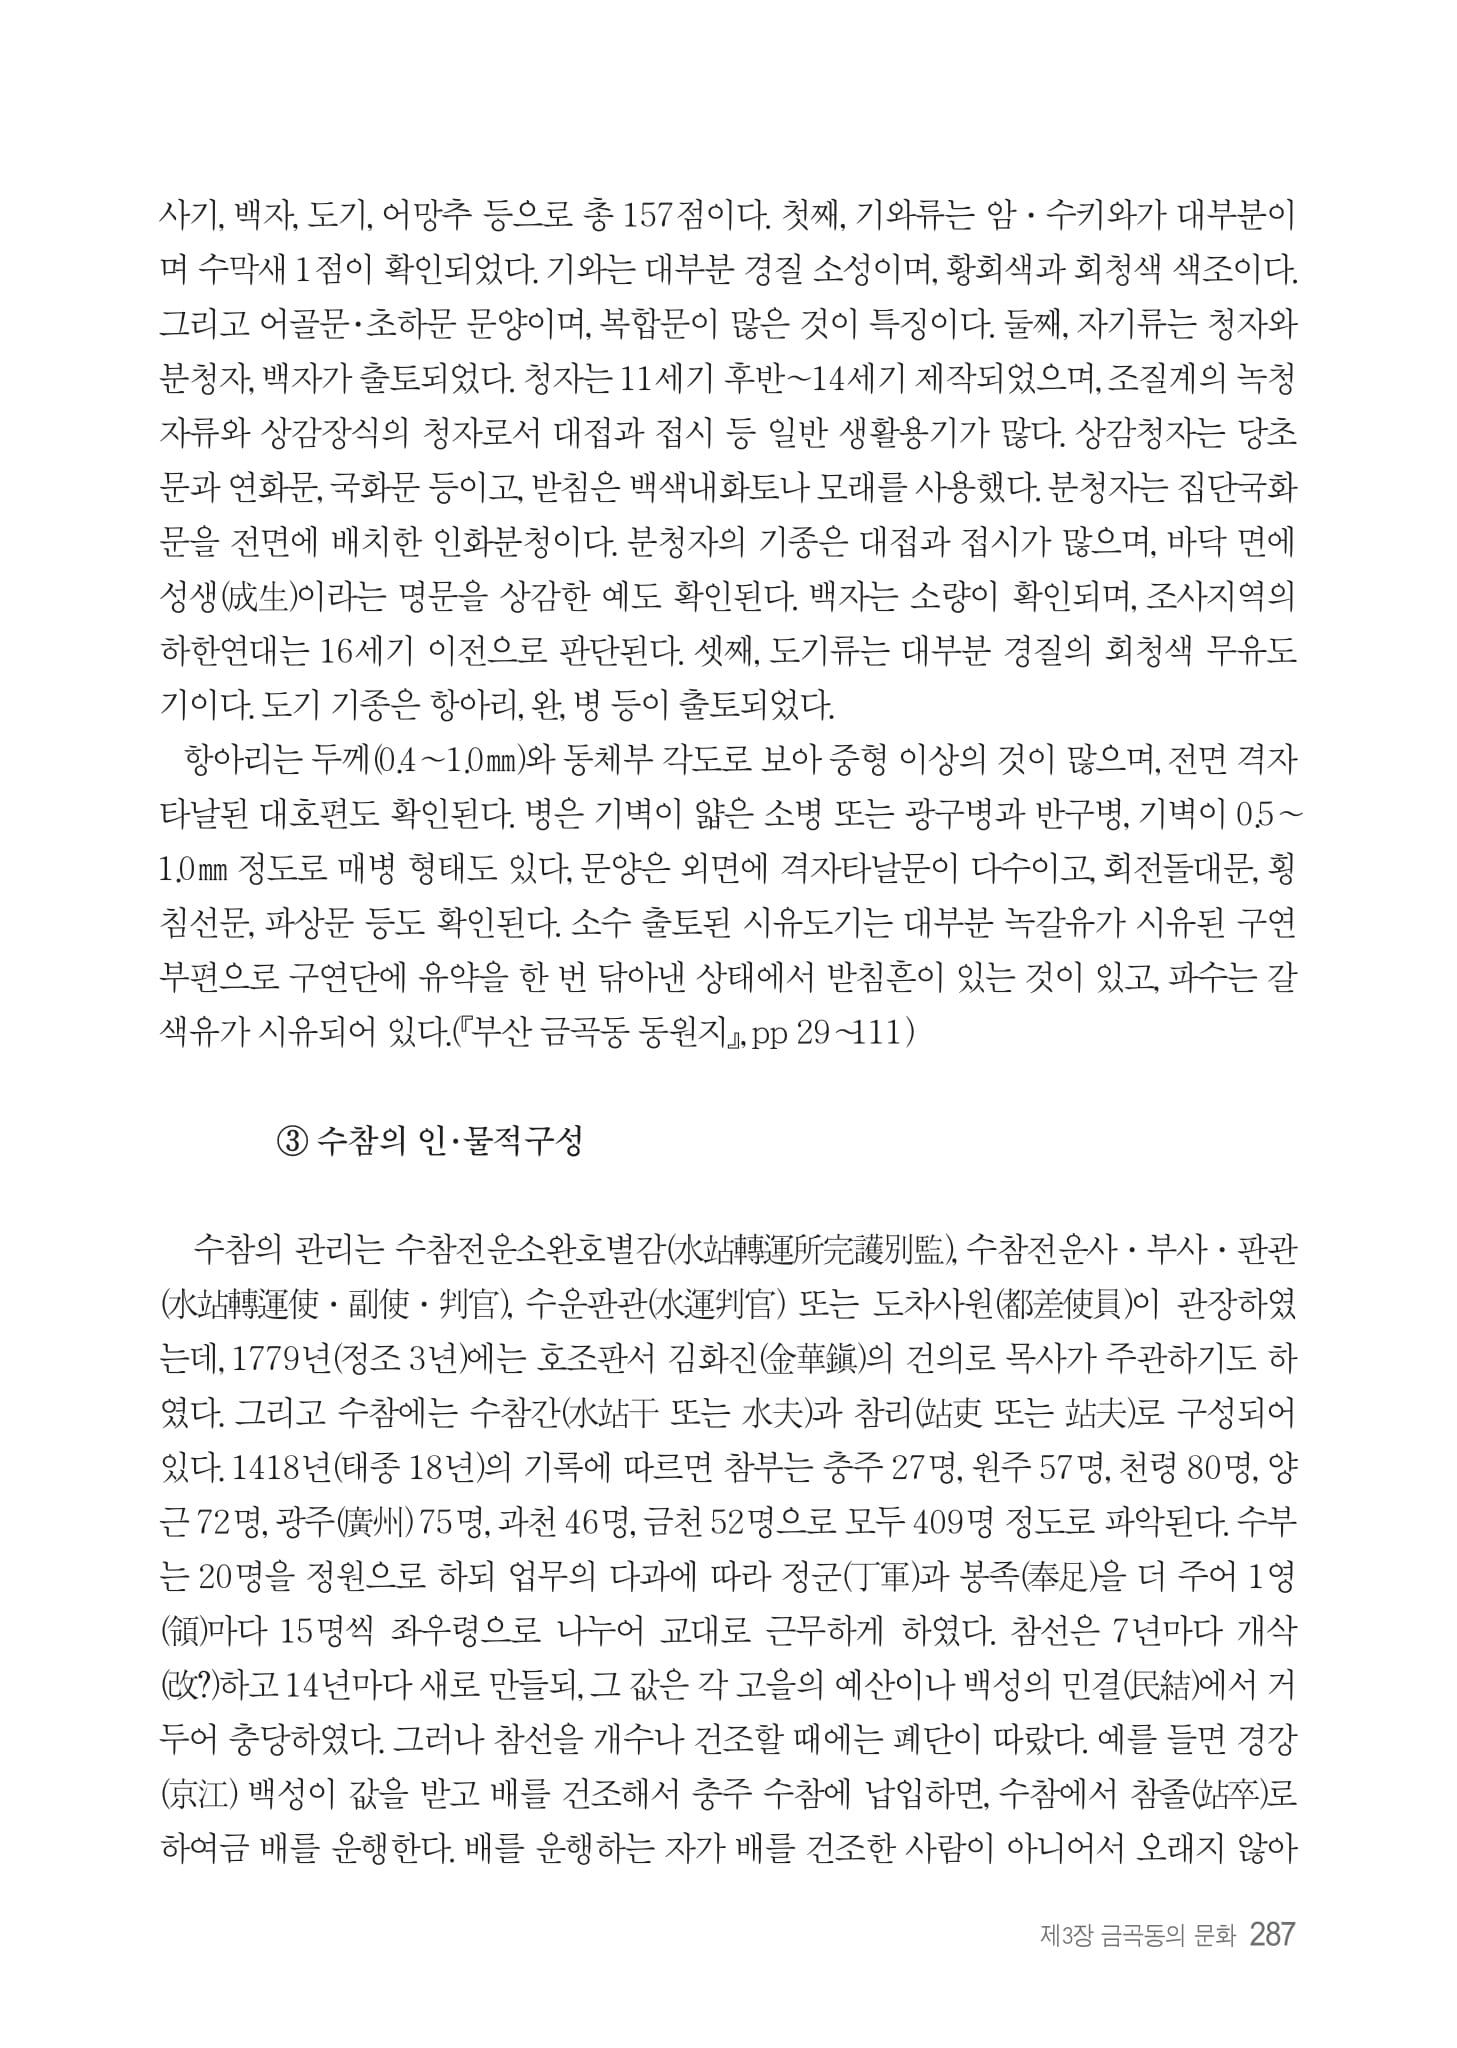 사기, 백자, 도기, 어망추 등으로 총 157점이다. 첫째, 기와류는 암·수키와가 대부분이
며 수막새 1점이 확인되었다. 기와는 대부분 경질 소성이며, 황회색과 회청색 색조이다.
그리고 어골문·초하문 문양이며, 복합문이 많은 것이 특징이다. 둘째, 자기류는 청자와
분청자, 백자가 출토되었다. 청자는 11세기 후반~14세기 제작되었으며, 조질계의 녹청
자류와 상감장식의 청자로서 대접과 접시 등 일반 생활용기가 많다. 상감청자는 당초
문과 연화문, 국화문 등이고, 받침은 백색내화토나 모래를 사용했다. 분청자는 집단국화
문을 전면에 배치한 인화분청이다. 분청자의 기종은 대접과 접시가 많으며, 바닥 면에
성생(成生)이라는 명문을 상감한 예도 확인된다. 백자는 소량이 확인되며, 조사지역의
하한연대는 16세기 이전으로 판단된다. 셋째, 도기류는 대부분 경질의 회청색 무유도
기이다. 도기 기종은 항아리, 완, 병 등이 출토되었다.
항아리는 두께(0.4~1.0㎜)와 동체부 각도로 보아 중형 이상의 것이 많으며, 전면 격자
타날된 대호편도 확인된다. 병은 기벽이 얇은 소병 또는 광구병과 반구병, 기벽이 0.5~
1.0㎜ 정도로 매병 형태도 있다, 문양은 외면에 격자타날문이 다수이고, 회전돌대문, 횡
침선문, 파상문 등도 확인된다. 소수 출토된 시유도기는 대부분 녹갈유가 시유된 구연
부편으로 구연단에 유약을 한 번 닦아낸 상태에서 받침흔이 있는 것이 있고, 파수는 갈
색유가 시유되어 있다.(『부산 금곡동 동원지』, pp 29~111)
③ 수참의 인·물적구성
수참의 관리는 수참전운소완호별감(水站轉運所完護別監), 수참전운사·부사·판관
(水站轉運使·副使·判官), 수운판관(水運判官) 또는 도차사원(都差使員)이 관장하였
는데, 1779년(정조 3년)에는 호조판서 김화진(金華鎭)의 건의로 목사가 주관하기도 하
였다. 그리고 수참에는 수참간(水站干 또는 水夫)과 참리(站吏 또는 站夫)로 구성되어
있다. 1418년(태종 18년)의 기록에 따르면 참부는 충주 27명, 원주 57명, 천령 80명, 양
근 72명, 광주(廣州) 75명, 과천 46명, 금천 52명으로 모두 409명 정도로 파악된다. 수부
는 20명을 정원으로 하되 업무의 다과에 따라 정군(丁軍)과 봉족(奉足)을 더 주어 1영
(領)마다 15명씩 좌우령으로 나누어 교대로 근무하게 하였다. 참선은 7년마다 개삭
(改?)하고 14년마다 새로 만들되, 그 값은 각 고을의 예산이나 백성의 민결(民結)에서 거
두어 충당하였다. 그러나 참선을 개수나 건조할 때에는 폐단이 따랐다. 예를 들면 경강
(京江) 백성이 값을 받고 배를 건조해서 충주 수참에 납입하면, 수참에서 참졸(站卒)로
하여금 배를 운행한다. 배를 운행하는 자가 배를 건조한 사람이 아니어서 오래지 않아
제3장 금곡동의 문화 287